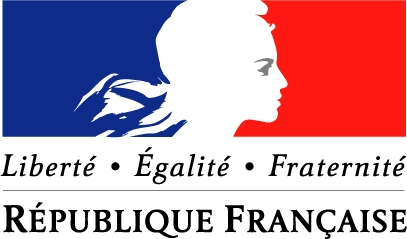 Liberté • Égalité • Fraternité
RÉPUBLIQUE FRANÇAISE